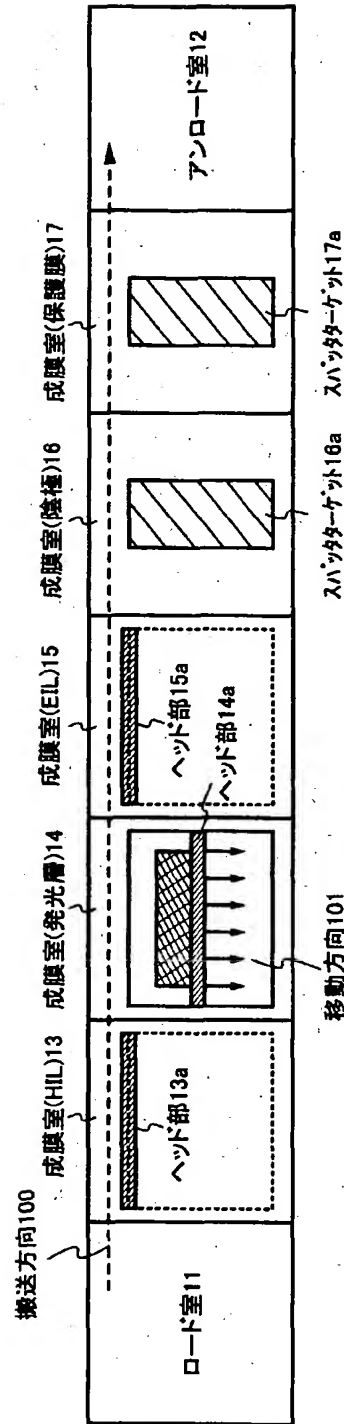 搬送方向100
成膜室(HIL)13
成膜室(発光層)14
成膜室(EIL)15
成膜室(陰極)16
成膜室(保護膜)17
ロード室11
ヘッド部13a
ヘッド部15a
ヘッド部14a
アンロード室12
移動方向101
スパッタターゲット16a
スパッタターゲット17a